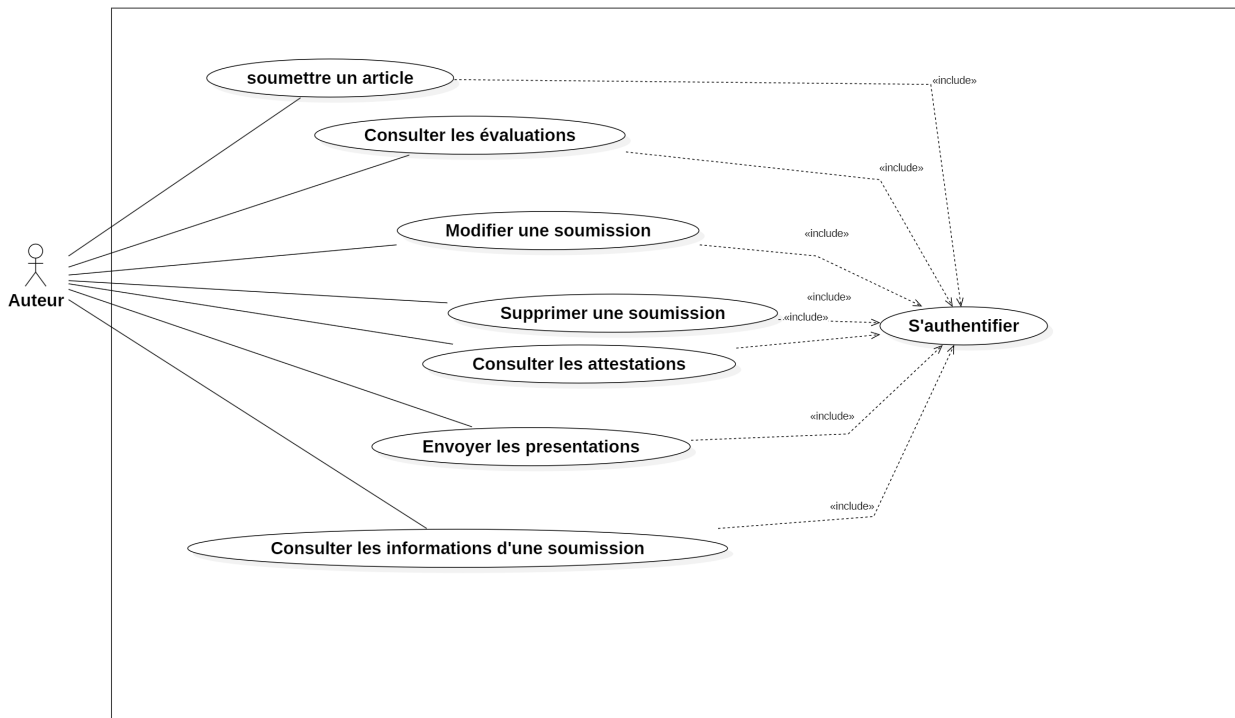 soumettre un article
«include»
Consulter les évaluations
«include»
Modifier une soumission
«include»
Auteur
«include»
Supprimer une soumission
«include»
S'authentifier
Consulter les attestations
«include»
Envoyer les presentations
«include»
Consulter les informations d'une soumission